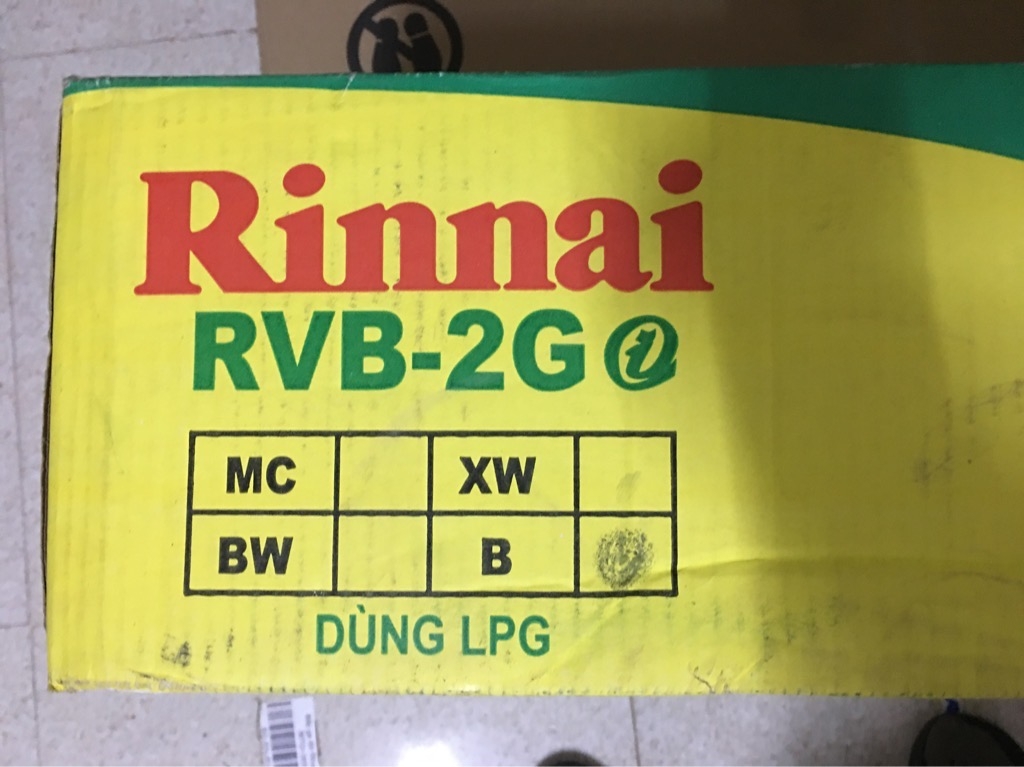 Rinnai
RVB-2G i
MC XW
BW B
DÙNG LPG